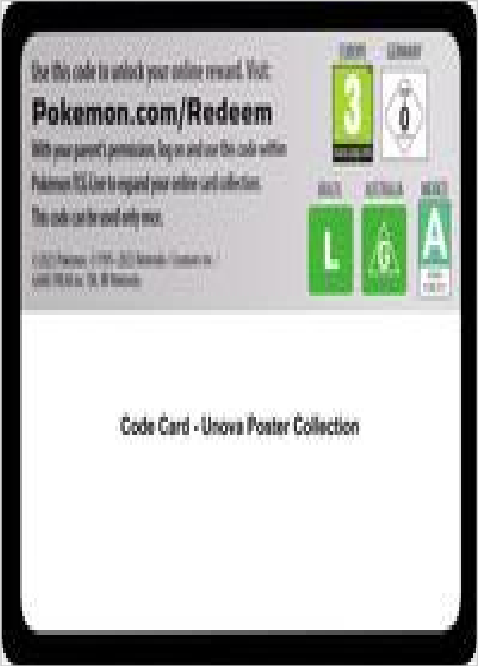 Use this code to unlock your online reward. Visit:
Pokemon.com/Redeem
With your parent's permission, log on and use this code within
Pokémon TCG Live to expand your online card collection.
This code can be used only once.
EUROPE GERMANY
3
0
BRAZIL AUSTRALIA MEXICO
L G A
Code Card - Unova Poster Collection